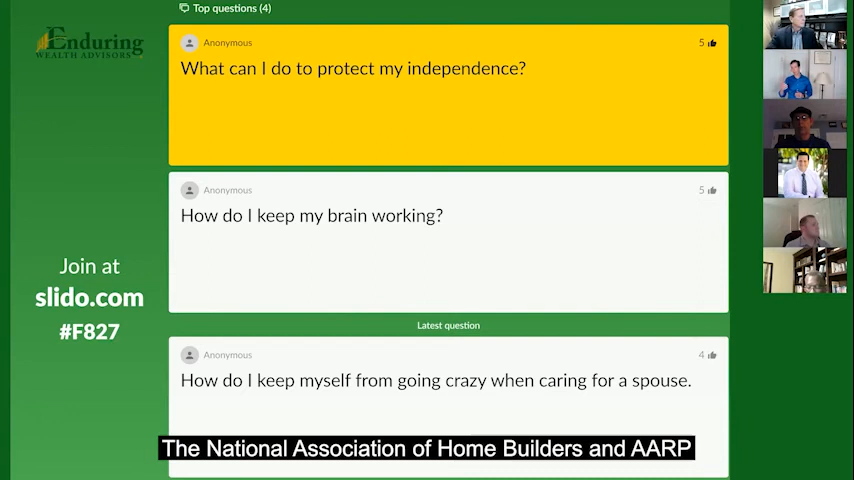 Top questions (4)
Enduring
WEALTH ADVISORS
Anonymous
5
What can I do to protect my independence?
Anonymous
5
How do I keep my brain working?
Join at
slido.com
#F827
Latest question
Anonymous
4
How do I keep myself from going crazy when caring for a spouse.
The National Association of Home Builders and AARP